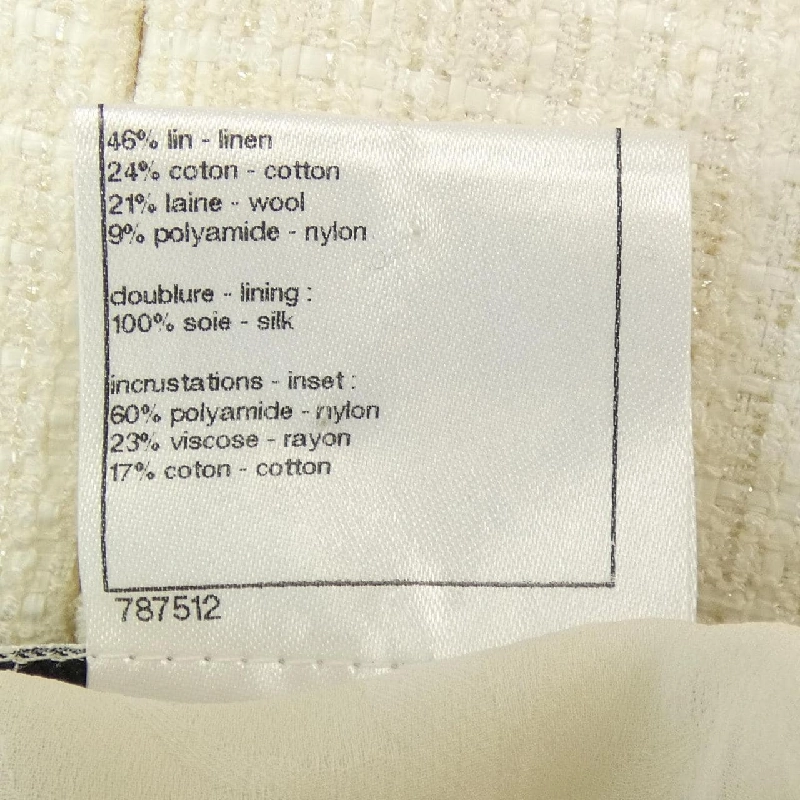 46% lin - linen
24% coton - cotton
21% laine - wool
9% polyamide - nylon
doublure - lining :
100% soie - silk
incrustations - inset :
60% polyamide - nylon
23% viscose - rayon
17% coton - cotton
787512